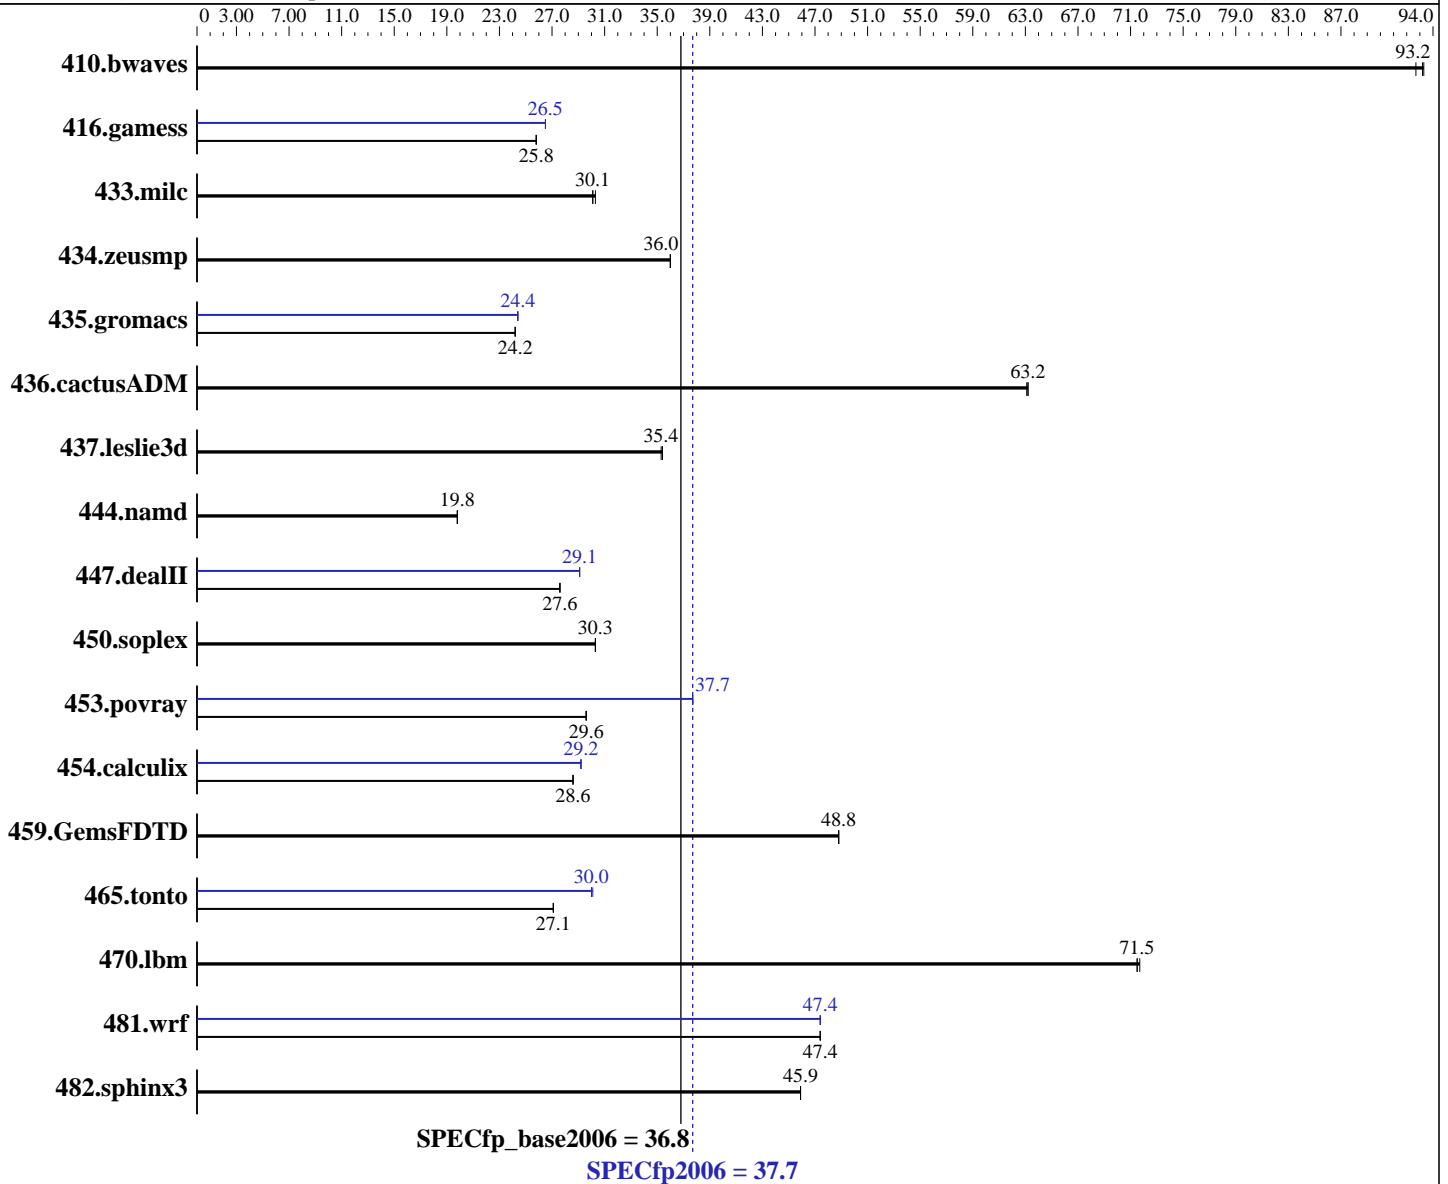 0 3.00 7.00 11.0 15.0 19.0 23.0 27.0 31.0 35.0 39.0 43.0 47.0 51.0 55.0 59.0 63.0 67.0 71.0 75.0 79.0 83.0 87.0 94.0
410.bwaves 93.2
416.gamess 26.5
25.8
433.milc 30.1
434.zeusmp 36.0
435.gromacs 24.4
24.2
436.cactusADM 63.2
437.leslie3d 35.4
444.namd 19.8
447.dealII 29.1
27.6
450.soplex 30.3
453.povray 37.7
29.6
454.calculix 29.2
28.6
459.GemsFDTD 48.8
465.tonto 30.0
27.1
470.lbm 71.5
481.wrf 47.4
47.4
482.sphinx3 45.9
SPECfp_base2006 = 36.8
SPECfp2006 = 37.7